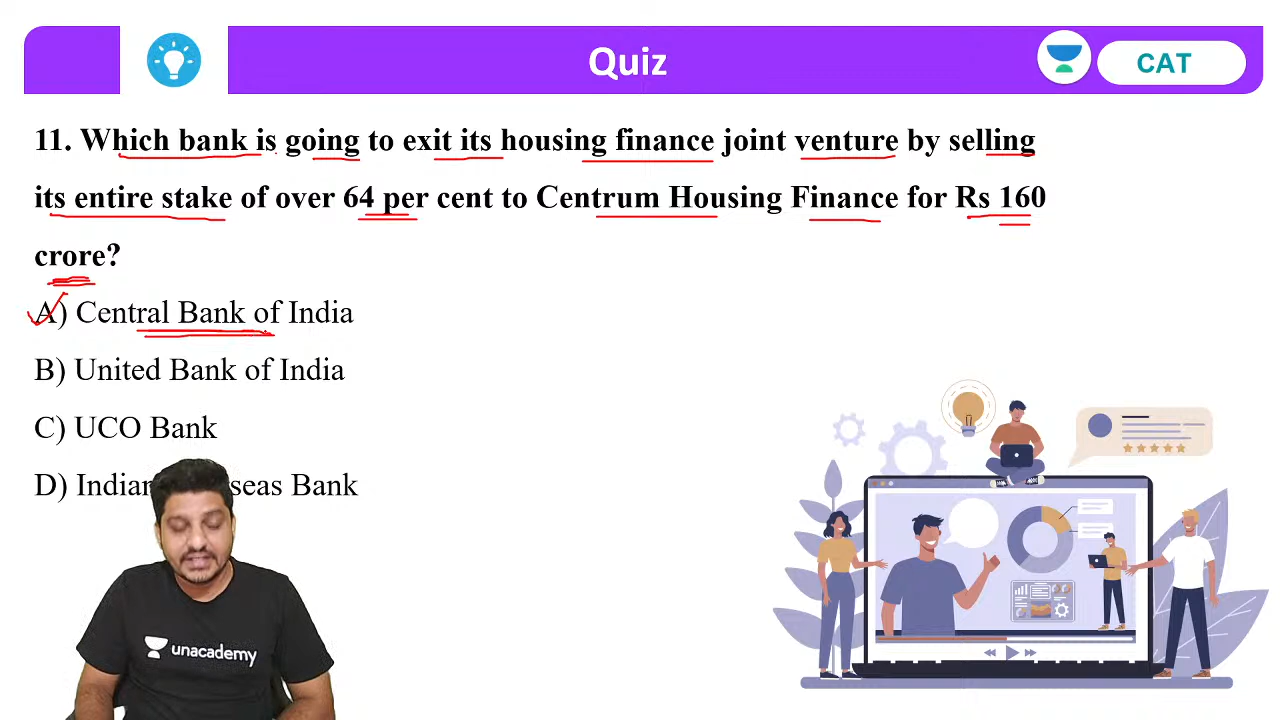 Quiz
CAT
11. Which bank is going to exit its housing finance joint venture by selling
its entire stake of over 64 per cent to Centrum Housing Finance for Rs 160
crore?
A) Central Bank of India
B) United Bank of India
C) UCO Bank
D) Indian seas Bank
unacademy